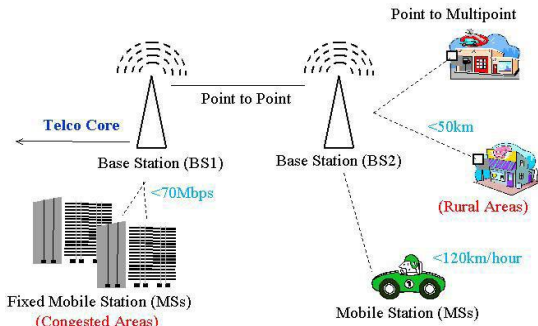 Point to Multipoint
Point to Point
Telco Core
<50km
Base Station (BS1)
Base Station (BS2)
<70Mbps
(Rural Areas)
<120km/hour
Fixed Mobile Station (MSs)
(Congested Areas)
Mobile Station (MSs)